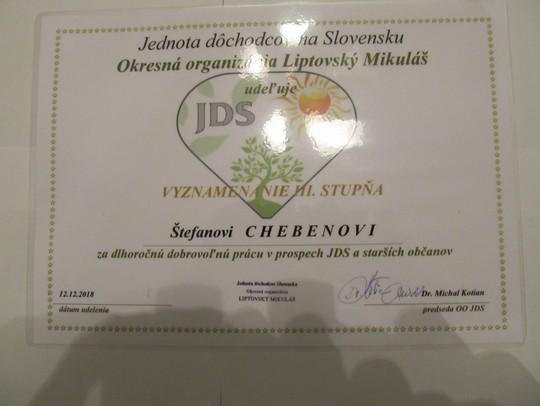 Jednota dôchodcov na Slovensku
Okresná organizácia Liptovský Mikuláš
udeľuje
JDS
VYZNAMENANIE III. STUPŇA
Štefanovi CHEBENOVI
za dlhoročnú dobrovoľnú prácu v prospech JDS a starších občanov
Jednota dôchodcov Slovenska
Okresná organizácia
LIPTOVSKÝ MIKULÁŠ
12.12.2018
Dr. Michal Kotian
dátum udelenia
predseda OO JDS